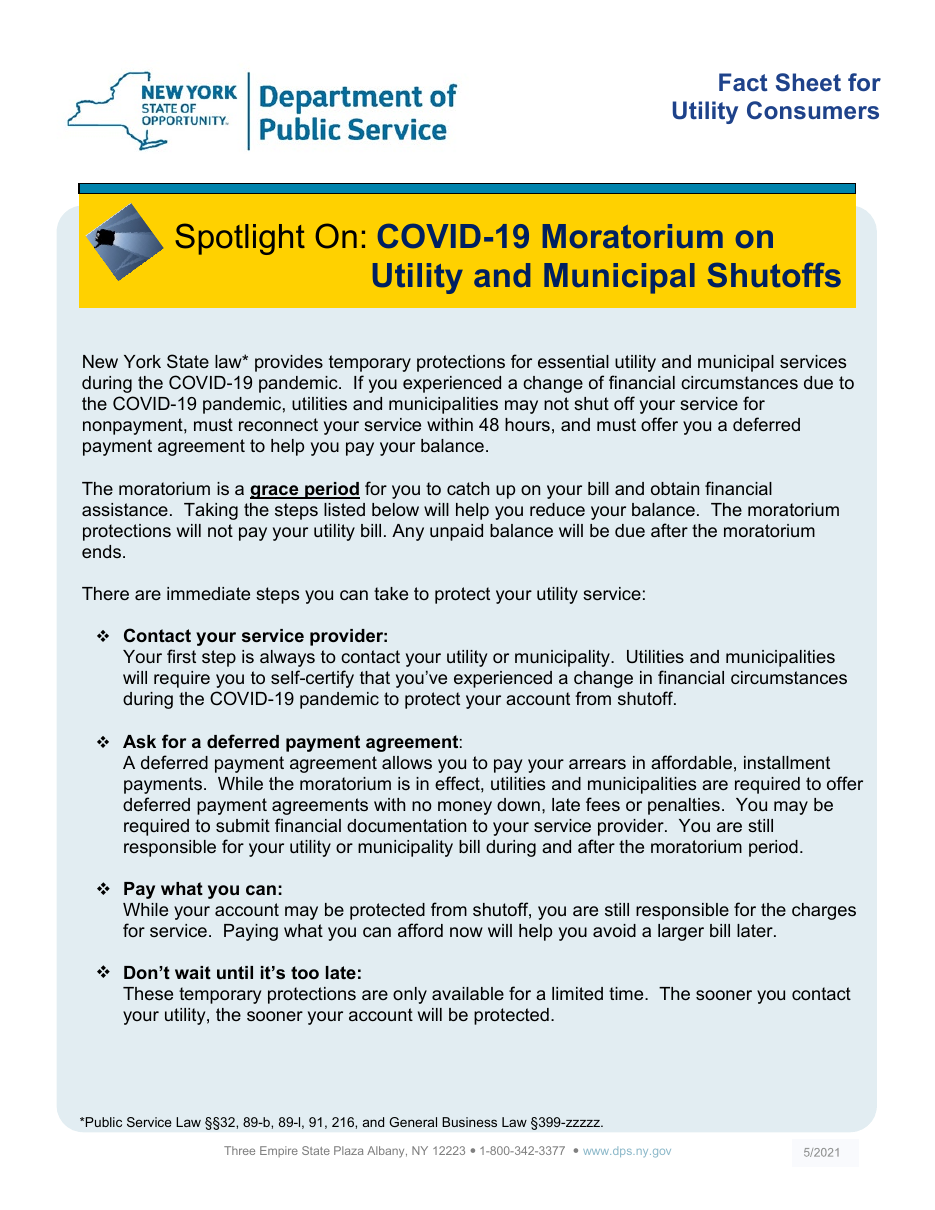 NEW YORK
STATE OF
OPPORTUNITY.
Department of
Public Service
Fact Sheet for
Utility Consumers
Spotlight On: COVID-19 Moratorium on
Utility and Municipal Shutoffs
New York State law* provides temporary protections for essential utility and municipal services
during the COVID-19 pandemic.  If you experienced a change of financial circumstances due to
the COVID-19 pandemic, utilities and municipalities may not shut off your service for
nonpayment, must reconnect your service within 48 hours, and must offer you a deferred
payment agreement to help you pay your balance.
The moratorium is a grace period for you to catch up on your bill and obtain financial
assistance.  Taking the steps listed below will help you reduce your balance.  The moratorium
protections will not pay your utility bill. Any unpaid balance will be due after the moratorium
ends.
There are immediate steps you can take to protect your utility service:
❖ Contact your service provider:
Your first step is always to contact your utility or municipality.  Utilities and municipalities
will require you to self-certify that you’ve experienced a change in financial circumstances
during the COVID-19 pandemic to protect your account from shutoff.
❖ Ask for a deferred payment agreement:
A deferred payment agreement allows you to pay your arrears in affordable, installment
payments.  While the moratorium is in effect, utilities and municipalities are required to offer
deferred payment agreements with no money down, late fees or penalties.  You may be
required to submit financial documentation to your service provider.  You are still
responsible for your utility or municipality bill during and after the moratorium period.
❖ Pay what you can:
While your account may be protected from shutoff, you are still responsible for the charges
for service.  Paying what you can afford now will help you avoid a larger bill later.
❖ Don’t wait until it’s too late:
These temporary protections are only available for a limited time.  The sooner you contact
your utility, the sooner your account will be protected.
*Public Service Law §§32, 89-b, 89-l, 91, 216, and General Business Law §399-zzzzz.
Three Empire State Plaza Albany, NY 12223 • 1-800-342-3377 • www.dps.ny.gov
5/2021